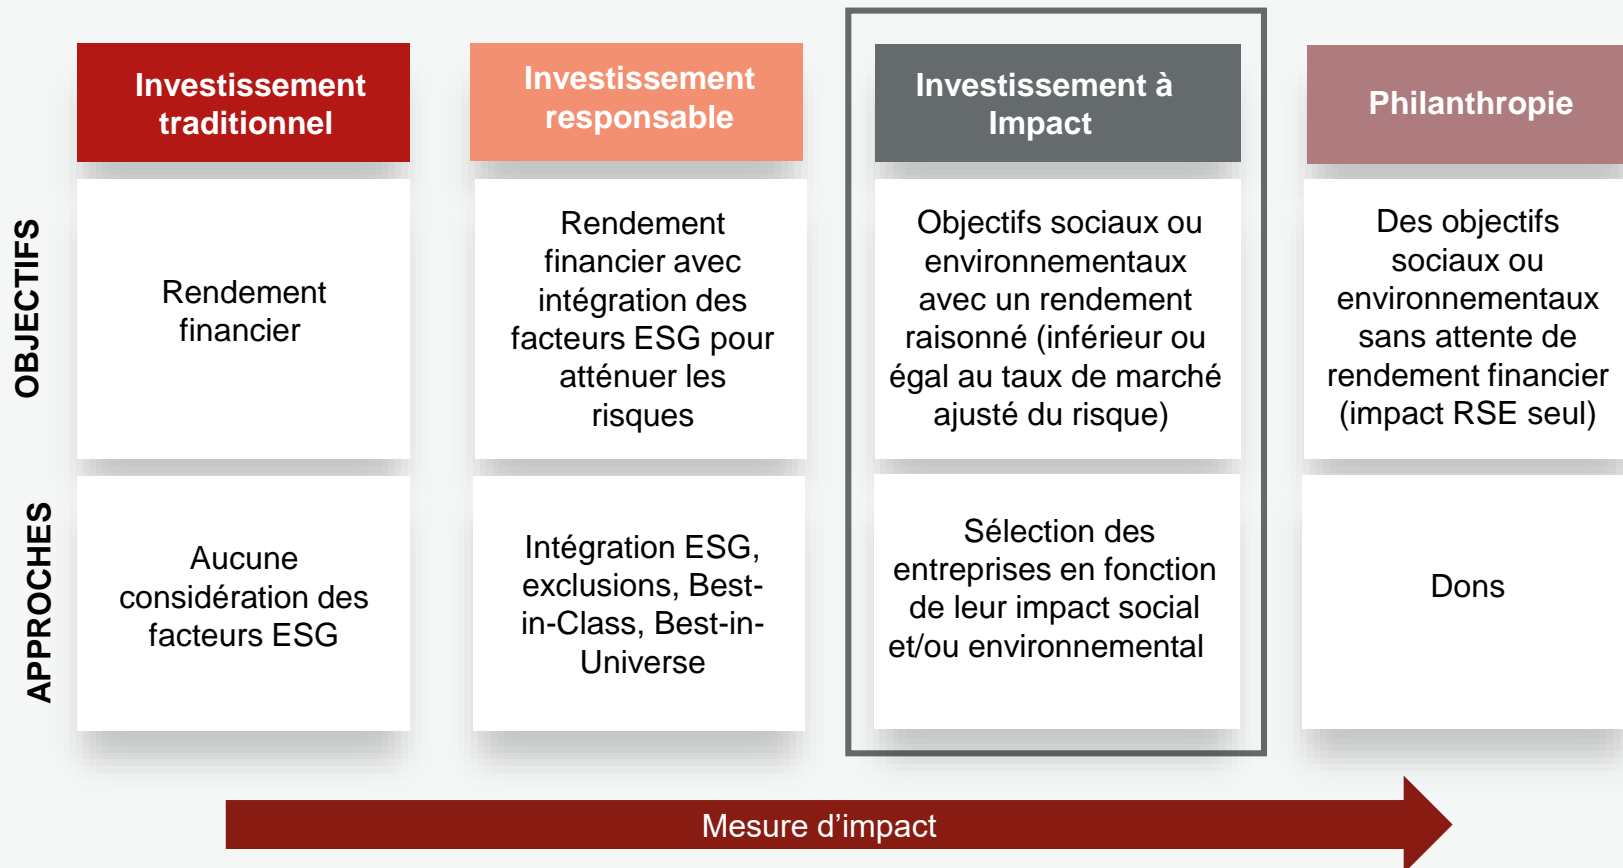 Investissement
traditionnel
Investissement
responsable
Investissement à
Impact
Philanthropie
OBJECTIFS
Rendement
financier
Rendement
financier avec
intégration des
facteurs ESG pour
atténuer les
risques
Objectifs sociaux ou
environnementaux
avec un rendement
raisonné (inférieur ou
égal au taux de marché
ajusté du risque)
Des objectifs
sociaux ou
environnementaux
sans attente de
rendement financier
(impact RSE seul)
APPROCHES
Aucune
considération des
facteurs ESG
Intégration ESG,
exclusions, Best-
in-Class, Best-in-
Universe
Sélection des
entreprises en fonction
de leur impact social
et/ou environnemental
Dons
Mesure d’impact